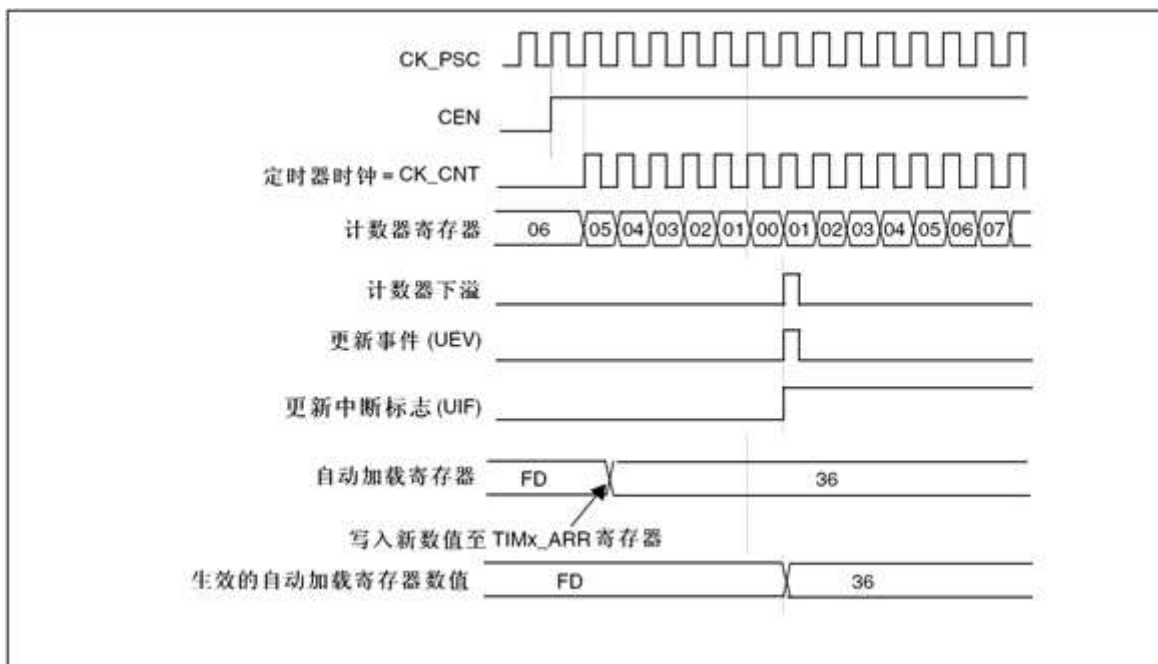 CK_PSC
CEN
定时器时钟 = CK_CNT
计数器寄存器 06 05 04 03 02 01 00 01 02 03 04 05 06 07
计数器下溢
更新事件 (UEV)
更新中断标志 (UIF)
自动加载寄存器 FD 36
写入新数值至 TIMx_ARR 寄存器
生效的自动加载寄存器数值 FD 36